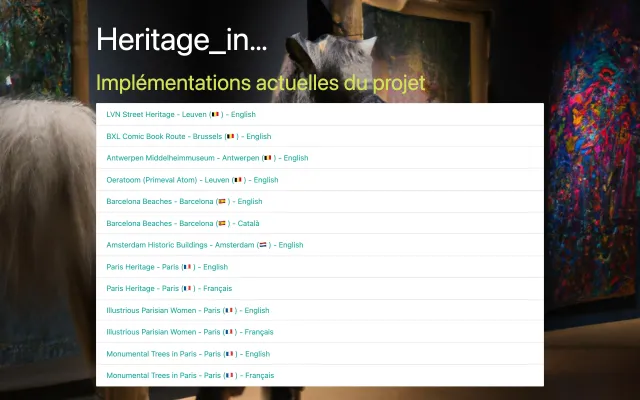 Heritage_in...
Implémentations actuelles du projet
LVN Street Heritage - Leuven (🇧🇪 ) - English
BXL Comic Book Route - Brussels (🇧🇪 ) - English
Antwerpen Middelheimmuseum - Antwerpen (🇧🇪 ) - English
Oeratoom (Primeval Atom) - Leuven (🇧🇪 ) - English
Barcelona Beaches - Barcelona (🇪🇸 ) - English
Barcelona Beaches - Barcelona (🇪🇸 ) - Català
Amsterdam Historic Buildings - Amsterdam (🇳🇱 ) - English
Paris Heritage - Paris (🇫🇷 ) - English
Paris Heritage - Paris (🇫🇷 ) - Français
Illustrious Parisian Women - Paris (🇫🇷 ) - English
Illustrious Parisian Women - Paris (🇫🇷 ) - Français
Monumental Trees in Paris - Paris (🇫🇷 ) - English
Monumental Trees in Paris - Paris (🇫🇷 ) - Français